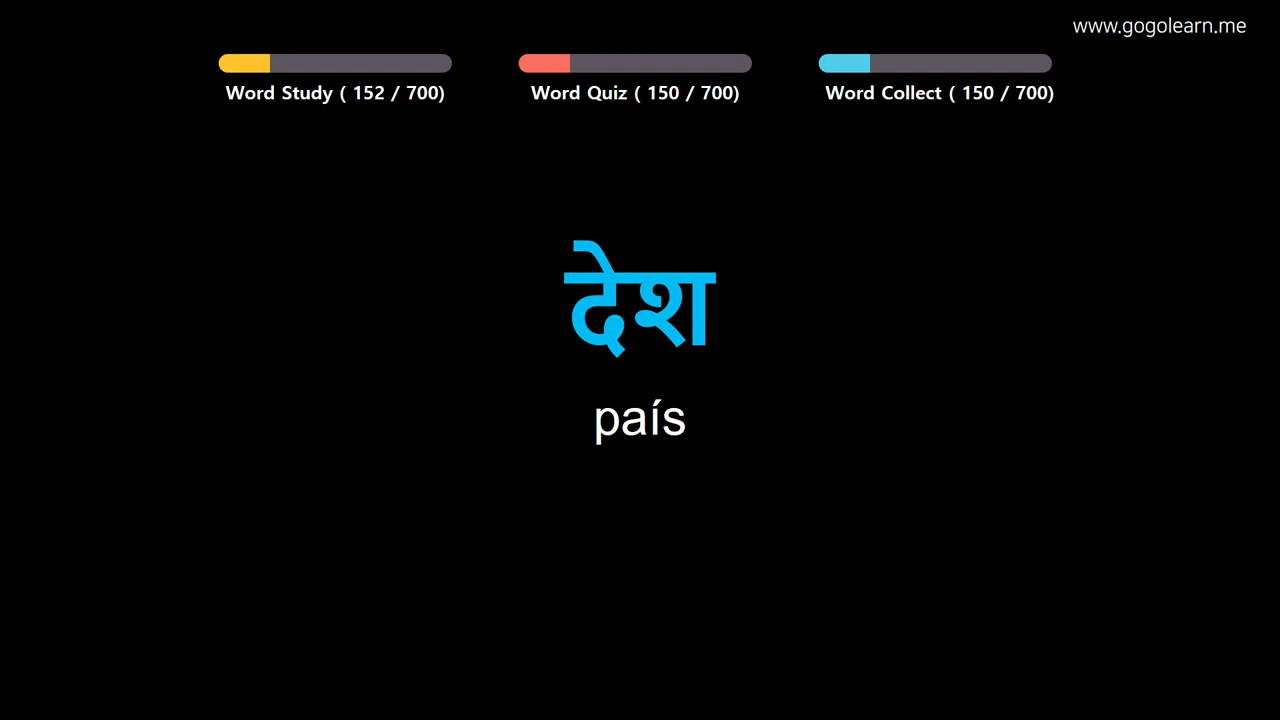 www.gogolearn.me
Word Study ( 152 / 700)
Word Quiz ( 150 / 700)
Word Collect ( 150 / 700)
देश
país